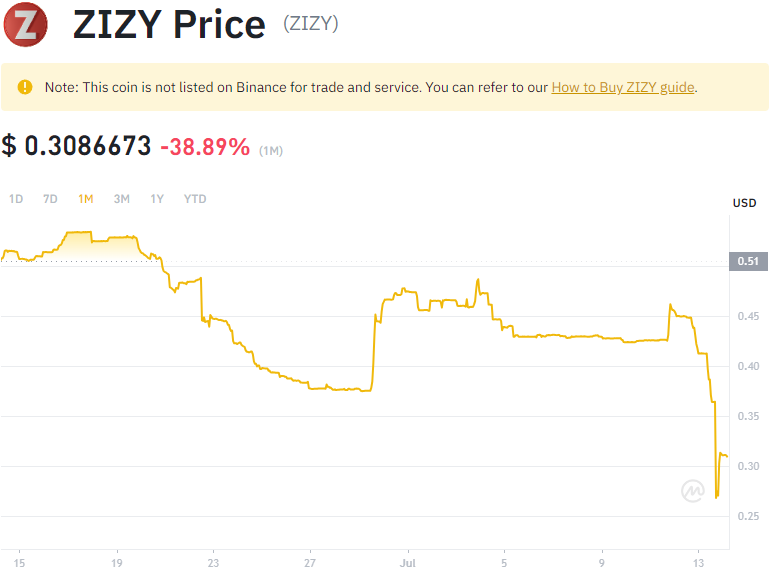 Z
ZIZY Price (ZIZY)
Note: This coin is not listed on Binance for trade and service. You can refer to our How to Buy ZIZY guide.
$ 0.3086673 -38.89% (1M)
1D 7D 1M 3M 1Y YTD
USD
0.51
0.45
0.40
0.35
0.30
0.25
15 19 23 27 Jul 5 9 13